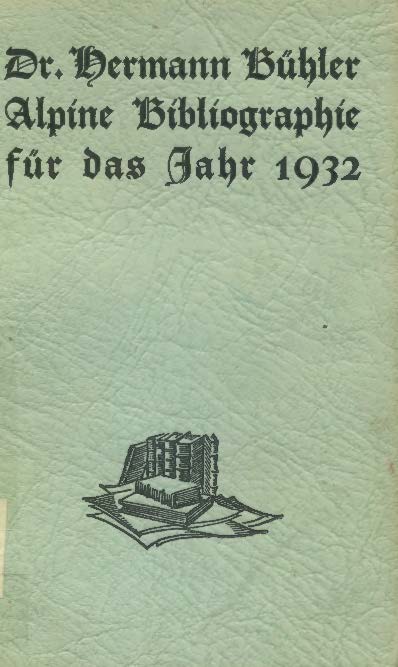 Dr. Hermann Bühler
Alpine Bibliographie
für das Jahr 1932